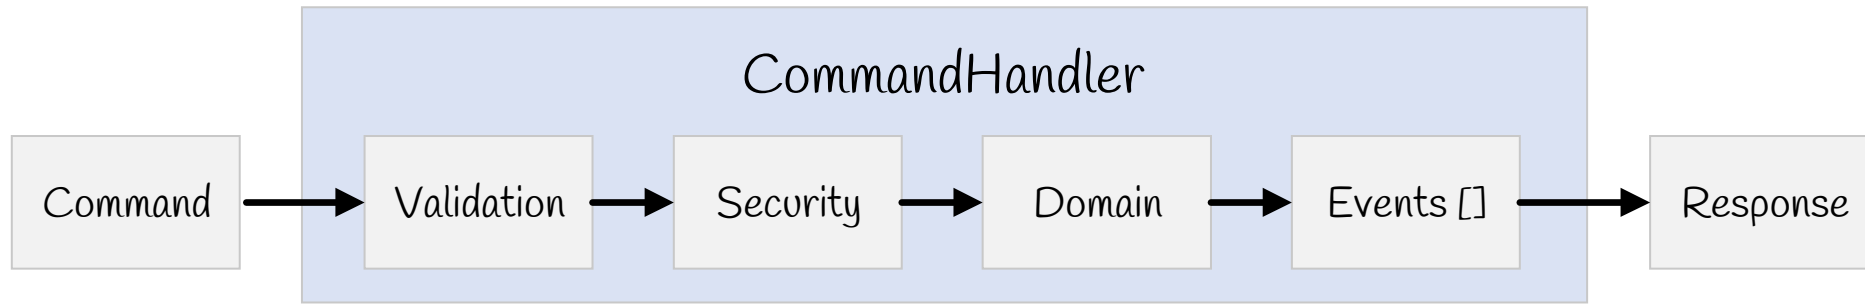 CommandHandler
Command
Validation
Security
Domain
Events []
Response